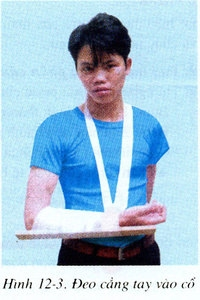 Hình 12-3. Đeo cẳng tay vào cổ